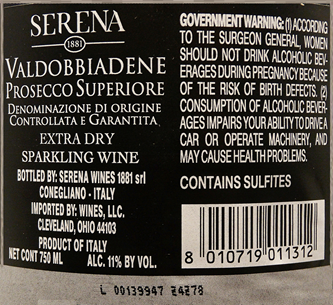 SERENA
1881
VALDOBBIADENE
PROSECCO SUPERIORE
DENOMINAZIONE DI ORIGINE
CONTROLLATA E GARANTITA
EXTRA DRY
SPARKLING WINE
BOTTLED BY: SERENA WINES 1881 srl
CONEGLIANO - ITALY
IMPORTED BY: WINES, LLC.
CLEVELAND, OHIO 44103
PRODUCT OF ITALY
NET CONT 750 ML ALC. 11% BY VOL.
GOVERNMENT WARNING: (1) ACCORDING
TO THE SURGEON GENERAL, WOMEN
SHOULD NOT DRINK ALCOHOLIC BEV-
ERAGES DURING PREGNANCY BECAUSE
OF THE RISK OF BIRTH DEFECTS. (2)
CONSUMPTION OF ALCOHOLIC BEVER-
AGES IMPAIRS YOUR ABILITY TO DRIVE A
CAR OR OPERATE MACHINERY, AND
MAY CAUSE HEALTH PROBLEMS.
CONTAINS SULFITES
8 010719 011312
L 00139947 Z4Z78